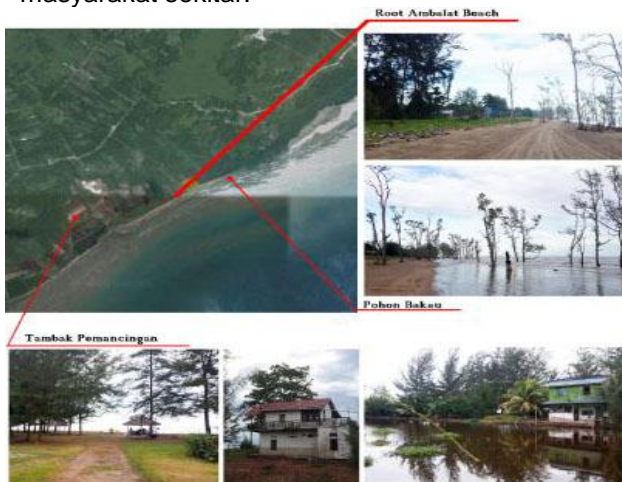 masyarakat sekitar.
Root Ambalat Beach
Pohon Bakau
Tambak Pemancingan